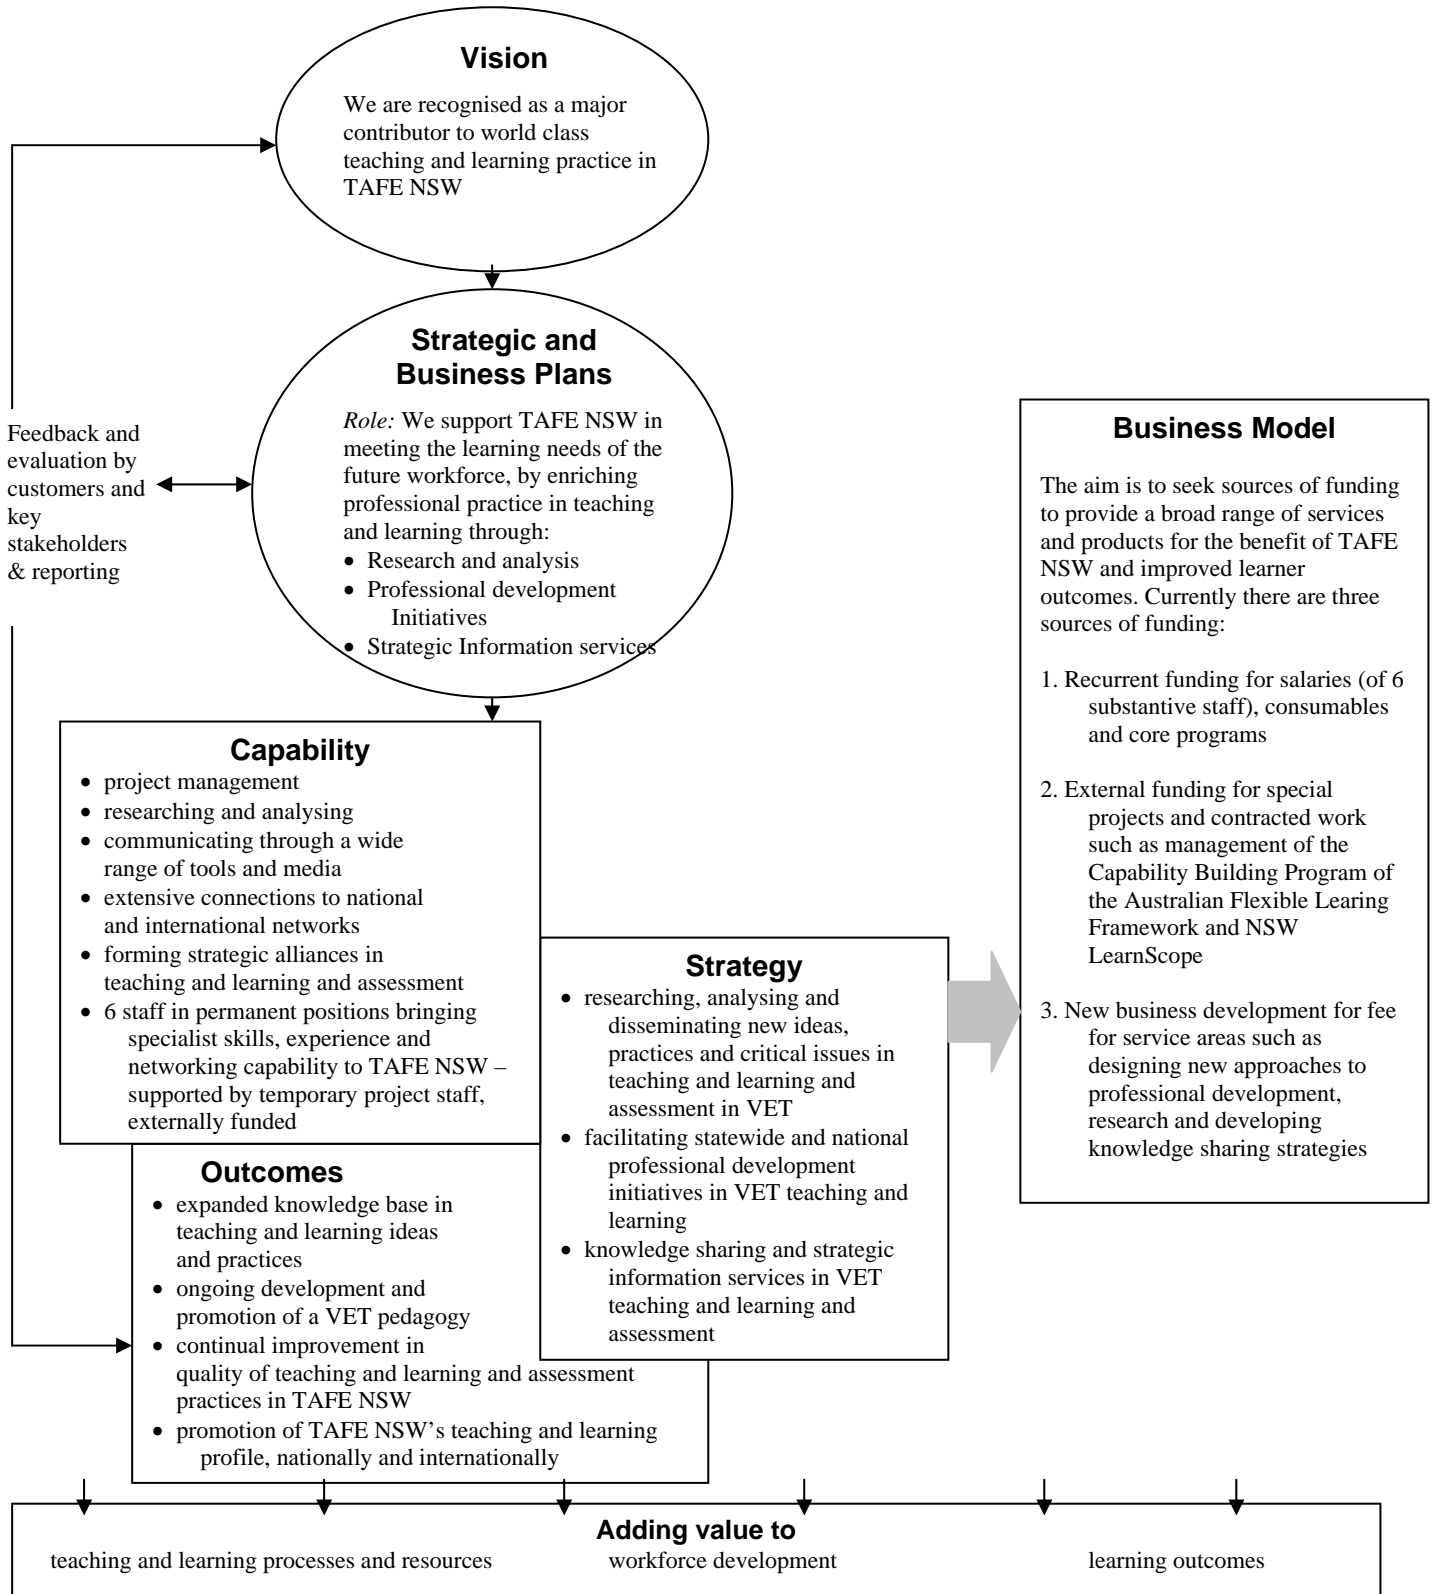 Vision
We are recognised as a major
contributor to world class
teaching and learning practice in
TAFE NSW
Strategic and
Business Plans
Role: We support TAFE NSW in
meeting the learning needs of the
future workforce, by enriching
professional practice in teaching
and learning through:
• Research and analysis
• Professional development
Initiatives
• Strategic Information services
Feedback and
evaluation by
customers and
key
stakeholders
& reporting
Business Model
The aim is to seek sources of funding
to provide a broad range of services
and products for the benefit of TAFE
NSW and improved learner
outcomes. Currently there are three
sources of funding:
1. Recurrent funding for salaries (of 6
substantive staff), consumables
and core programs
2. External funding for special
projects and contracted work
such as management of the
Capability Building Program of
the Australian Flexible Learing
Framework and NSW
LearnScope
3. New business development for fee
for service areas such as
designing new approaches to
professional development,
research and developing
knowledge sharing strategies
Capability
• project management
• researching and analysing
• communicating through a wide
range of tools and media
• extensive connections to national
and international networks
• forming strategic alliances in
teaching and learning and assessment
• 6 staff in permanent positions bringing
specialist skills, experience and
networking capability to TAFE NSW –
supported by temporary project staff,
externally funded
Strategy
• researching, analysing and
disseminating new ideas,
practices and critical issues in
teaching and learning and
assessment in VET
• facilitating statewide and national
professional development
initiatives in VET teaching and
learning
• knowledge sharing and strategic
information services in VET
teaching and learning and
assessment
Outcomes
• expanded knowledge base in
teaching and learning ideas
and practices
• ongoing development and
promotion of a VET pedagogy
• continual improvement in
quality of teaching and learning and assessment
practices in TAFE NSW
• promotion of TAFE NSW’s teaching and learning
profile, nationally and internationally
Adding value to
teaching and learning processes and resources workforce development learning outcomes